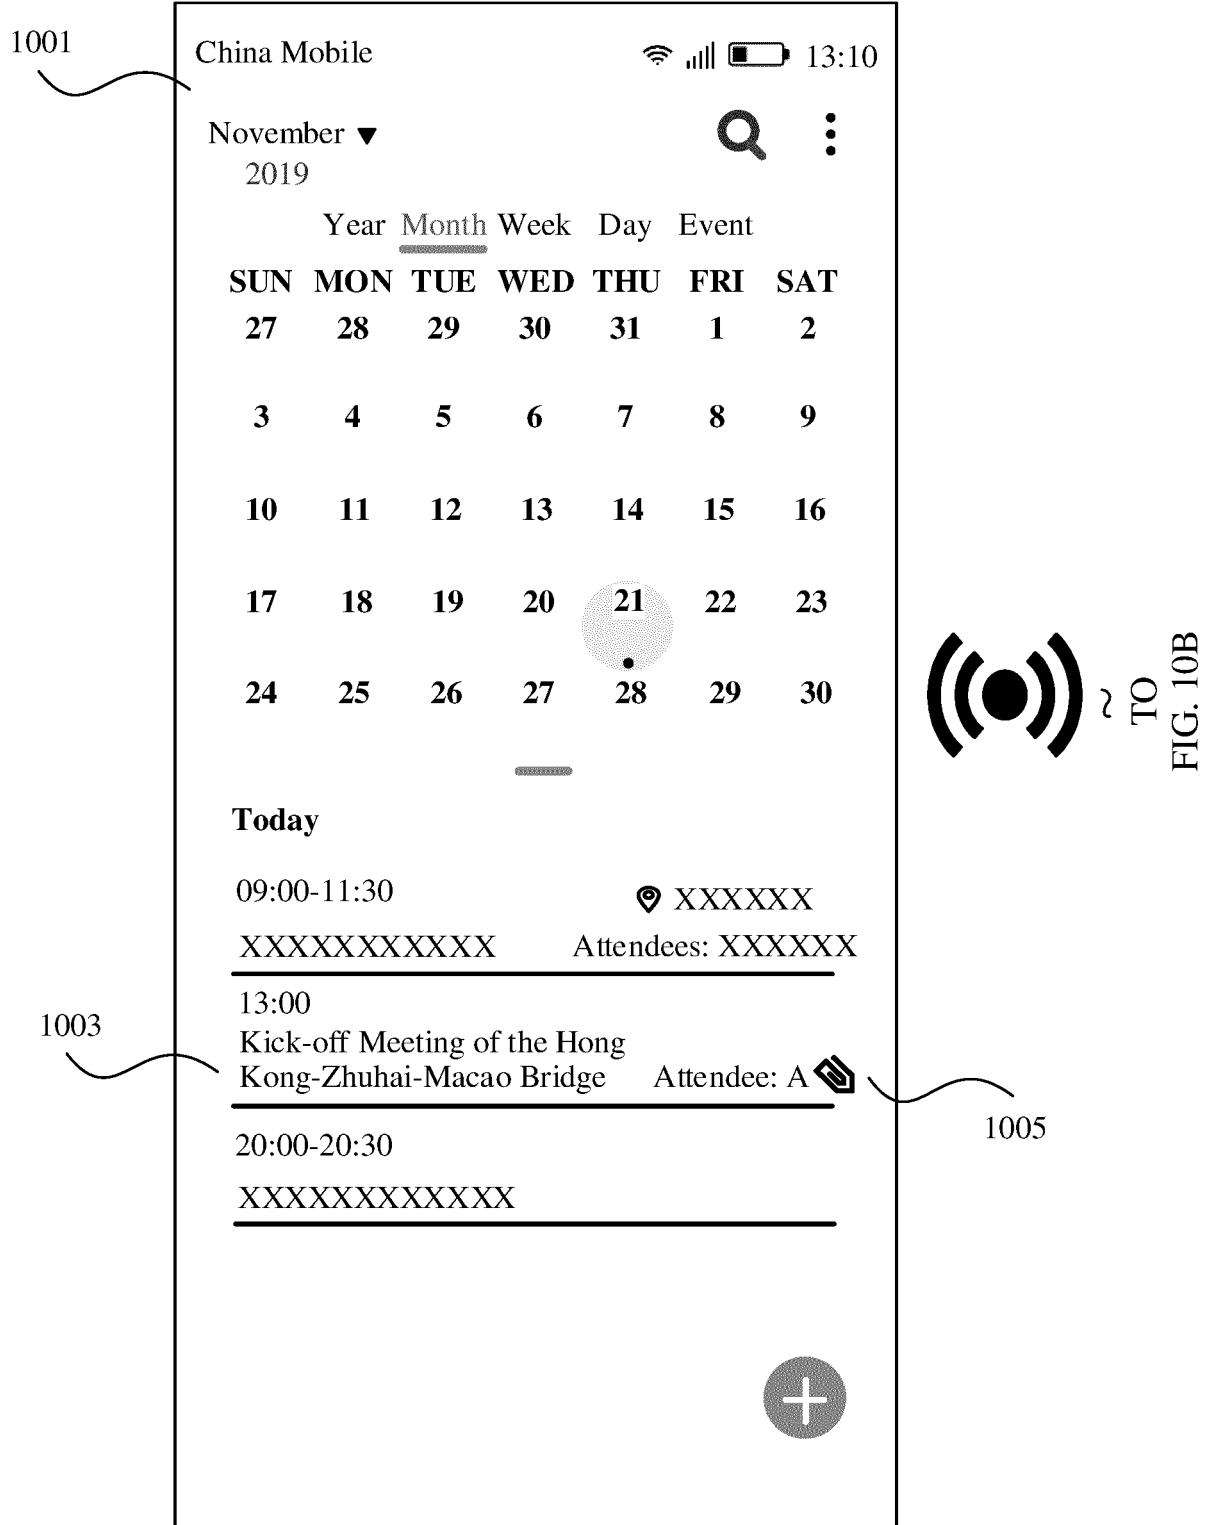 1001
China Mobile 13:10
November
2019
Year Month Week Day Event
SUN MON TUE WED THU FRI SAT
27 28 29 30 31 1 2
3 4 5 6 7 8 9
10 11 12 13 14 15 16
17 18 19 20 21 22 23
24 25 26 27 28 29 30
~ TO
FIG. 10B
Today
09:00-11:30 XXXXXX
XXXXXXXXXXX Attendees: XXXXXX
13:00
1003
Kick-off Meeting of the Hong
Kong-Zhuhai-Macao Bridge Attendee: A
1005
20:00-20:30
XXXXXXXXXXXX